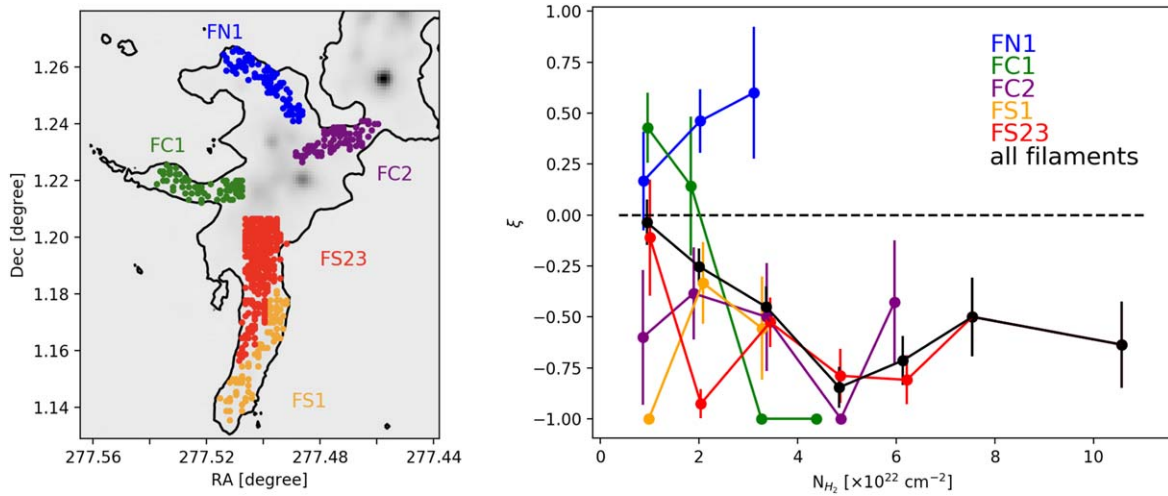 FN1
FC1
FC2
FS23
FS1
1.26
1.24
1.22
1.20
1.18
1.16
1.14
Dec [degree]
277.56 277.52 277.48 277.44
RA [degree]
1.00
0.75
0.50
0.25
0.00
−0.25
−0.50
−0.75
−1.00
ξ
FN1
FC1
FC2
FS1
FS23
all filaments
0 2 4 6 8 10
N_{H_2} [×10^{22} cm^{−2}]